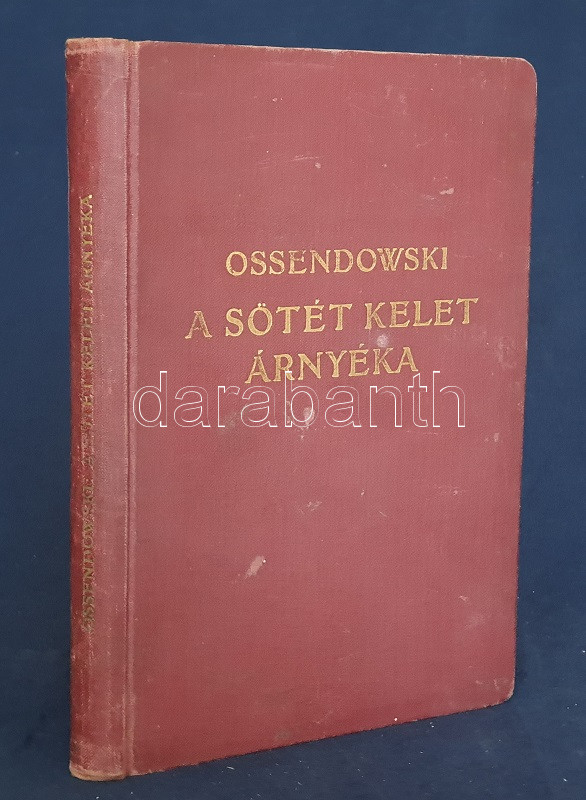 OSSENDOWSKI
A SÖTÉT KELET
ÁRNYÉKA
darabanth
OSSENDOWSKI: A SÖTÉT KELET ÁRNYÉKA